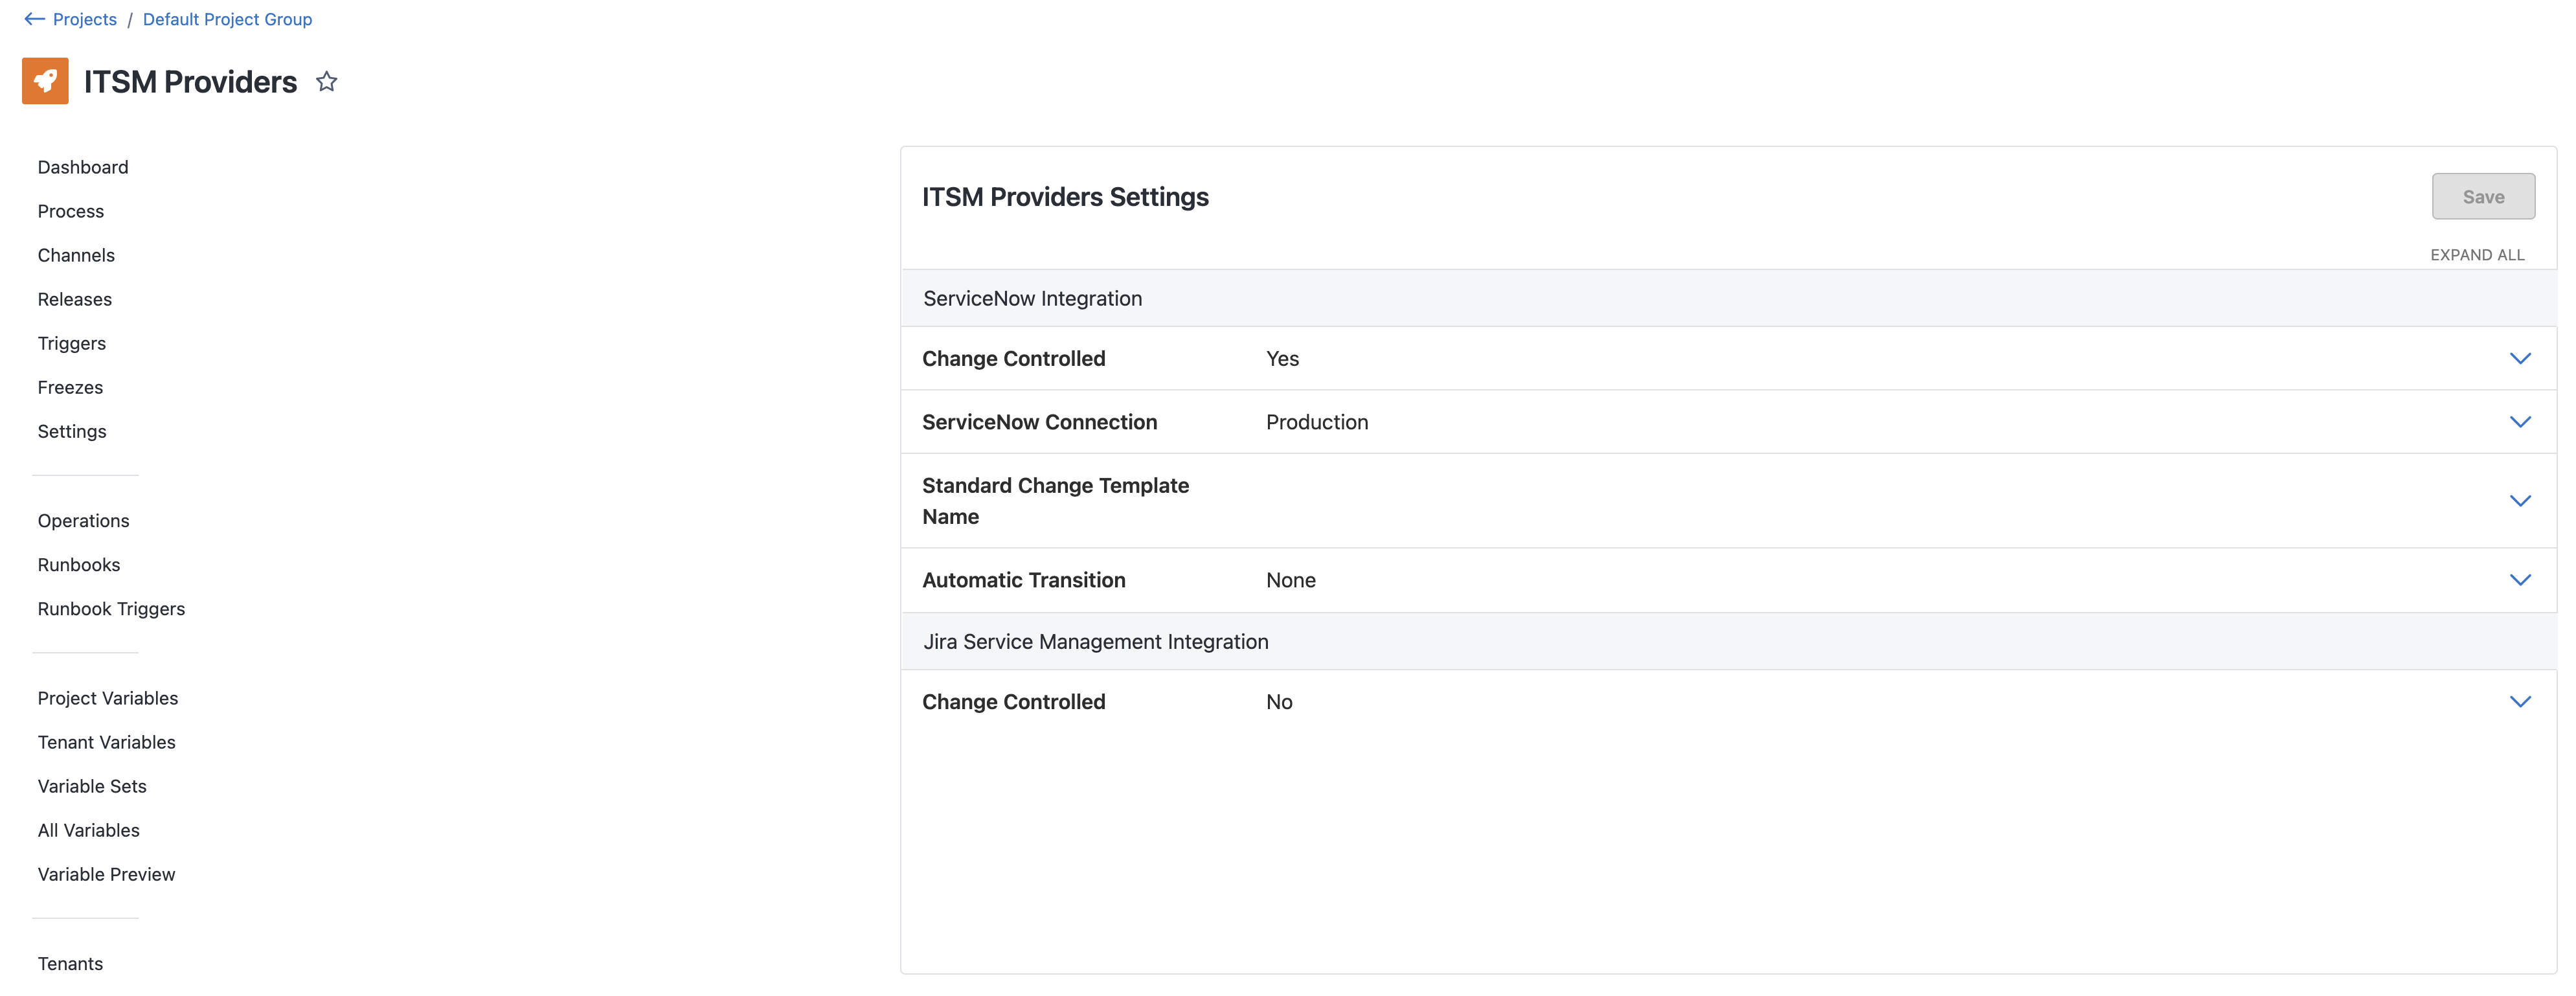 Projects / Default Project Group
ITSM Providers
Dashboard
Process
Channels
Releases
Triggers
Freezes
Settings
Operations
Runbooks
Runbook Triggers
Project Variables
Tenant Variables
Variable Sets
All Variables
Variable Preview
Tenants
ITSM Providers Settings
Save
EXPAND ALL
ServiceNow Integration
Change Controlled Yes
ServiceNow Connection Production
Standard Change Template
Name
Automatic Transition None
Jira Service Management Integration
Change Controlled No